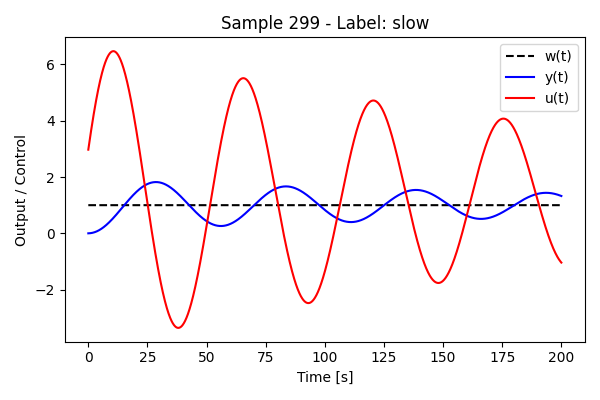 Sample 299 - Label: slow
w(t)
y(t)
u(t)
Output / Control
6
4
2
0
−2
0 25 50 75 100 125 150 175 200
Time [s]